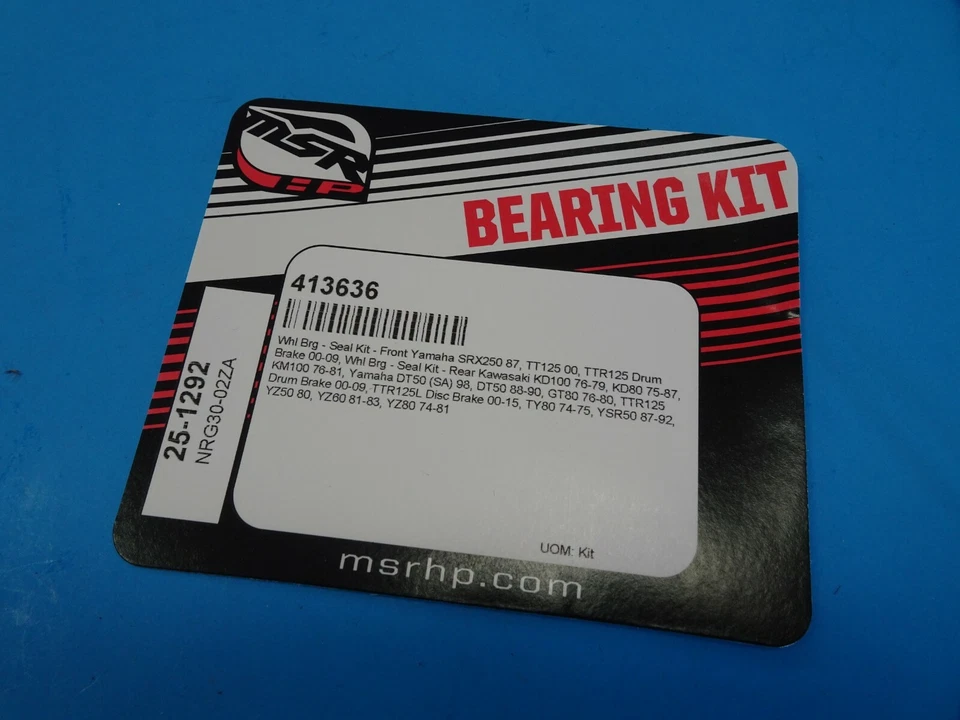 MSR
HP
BEARING KIT
413636
Whl Brg - Seal Kit - Front Yamaha SRX250 87, TT125 00, TTR125 Drum
Brake 00-09, Whl Brg - Seal Kit - Rear Kawasaki KD100 76-79, KD80 75-87,
KM100 76-81, Yamaha DT50 (SA) 98, DT50 88-90, GT80 76-80, TTR125
Drum Brake 00-09, TTR125L Disc Brake 00-15, TY80 74-75, YSR50 87-92,
YZ50 80, YZ60 81-83, YZ80 74-81
25-1292
NRG30-02ZA
UOM: Kit
msrhp.com